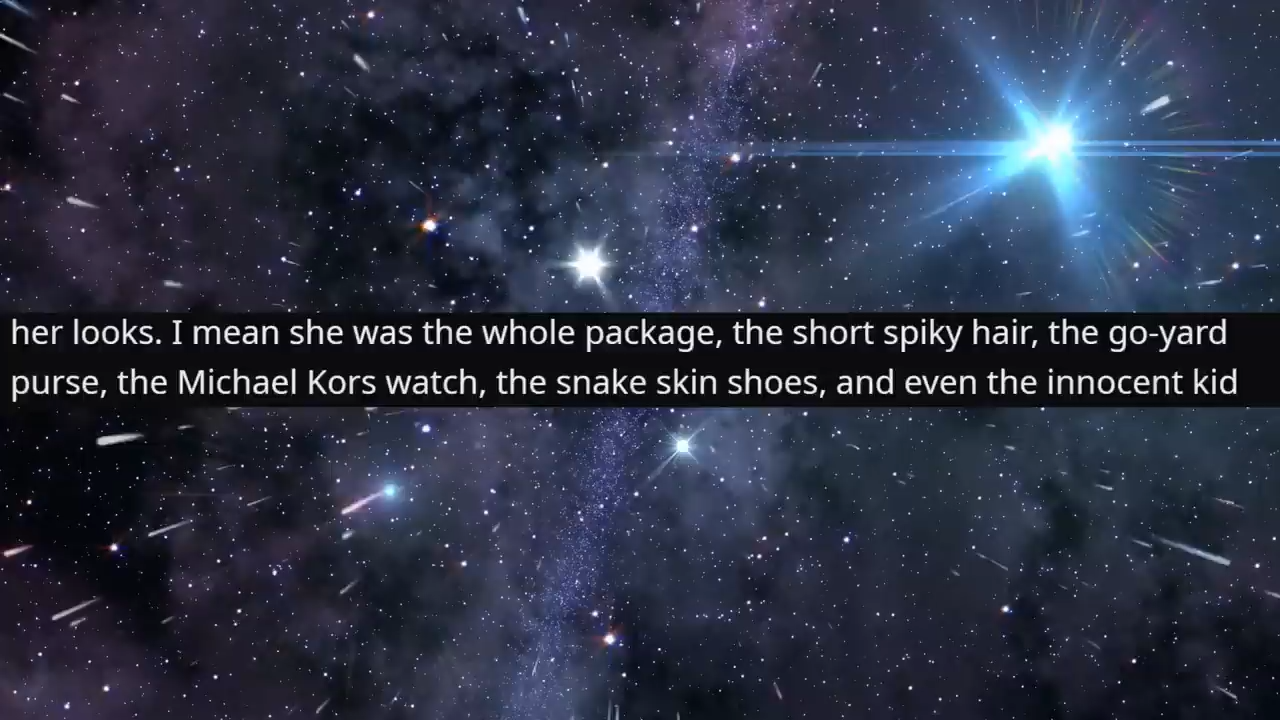 her looks. I mean she was the whole package, the short spiky hair, the go-yard
purse, the Michael Kors watch, the snake skin shoes, and even the innocent kid